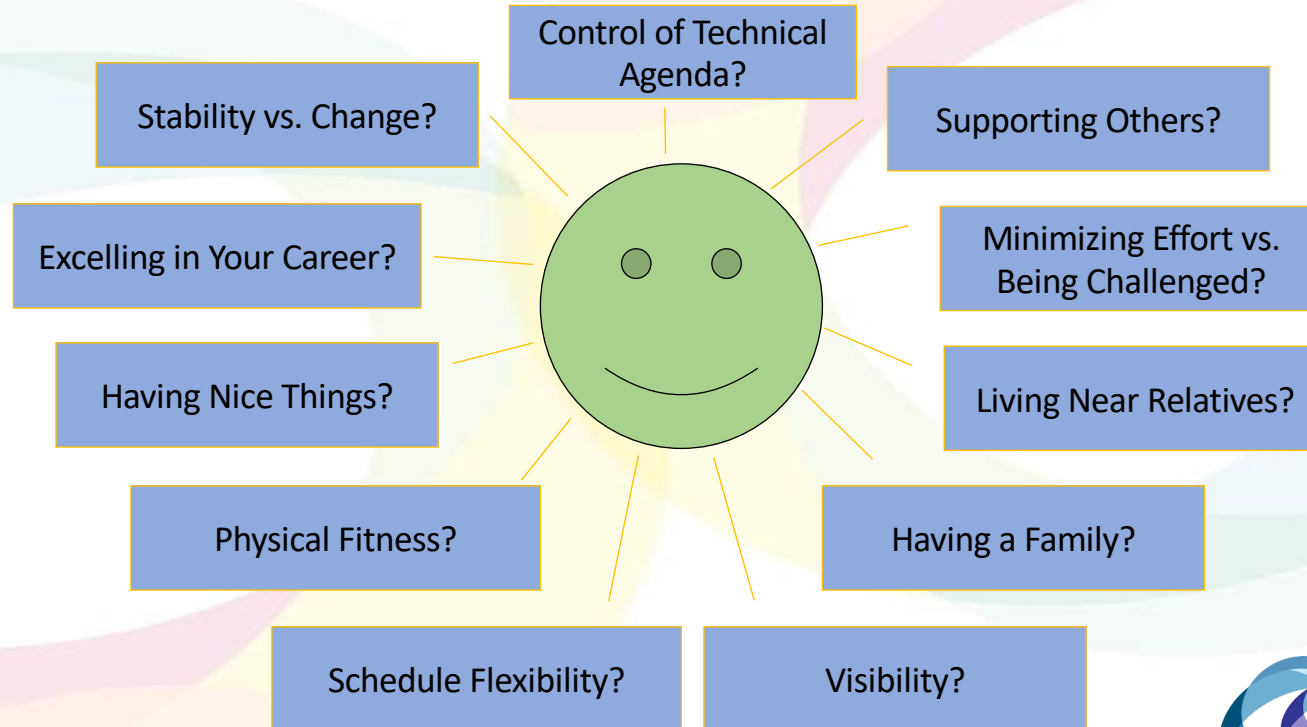 Control of Technical
Agenda?
Stability vs. Change?
Supporting Others?
Excelling in Your Career?
Minimizing Effort vs.
Being Challenged?
Having Nice Things?
Living Near Relatives?
Physical Fitness?
Having a Family?
Schedule Flexibility?
Visibility?